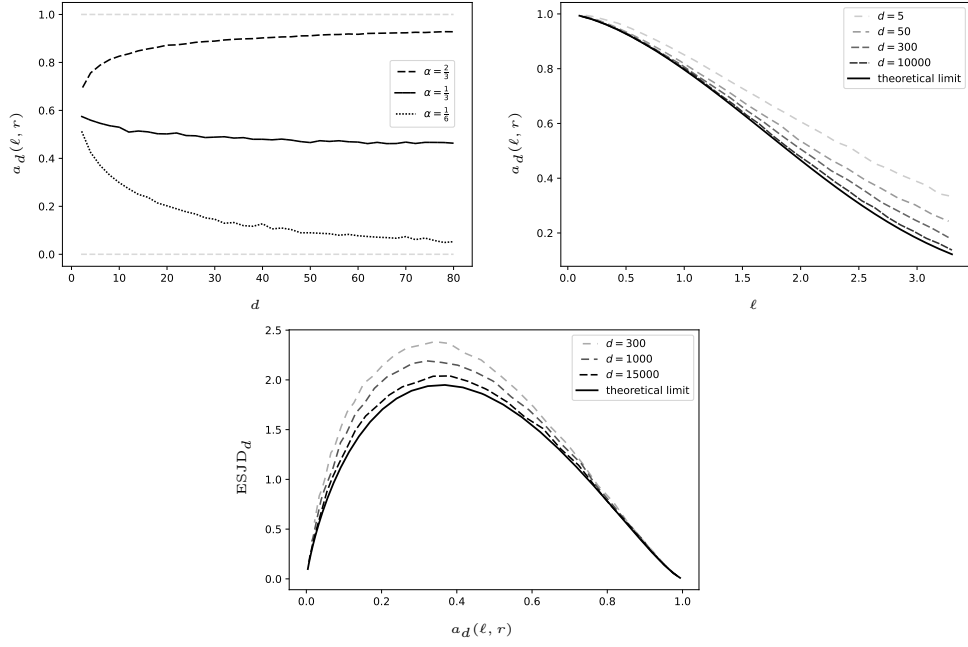 1.0
0.8
0.6
0.4
0.2
0.0
a_d(ℓ, r)
α = 2/3
α = 1/3
α = 1/6
0 10 20 30 40 50 60 70 80
d
1.0
0.8
0.6
0.4
0.2
a_d(ℓ, r)
d = 5
d = 50
d = 300
d = 10000
theoretical limit
0.0 0.5 1.0 1.5 2.0 2.5 3.0
ℓ
2.5
2.0
1.5
1.0
0.5
0.0
ESJD_d
d = 300
d = 1000
d = 15000
theoretical limit
0.0 0.2 0.4 0.6 0.8 1.0
a_d(ℓ, r)